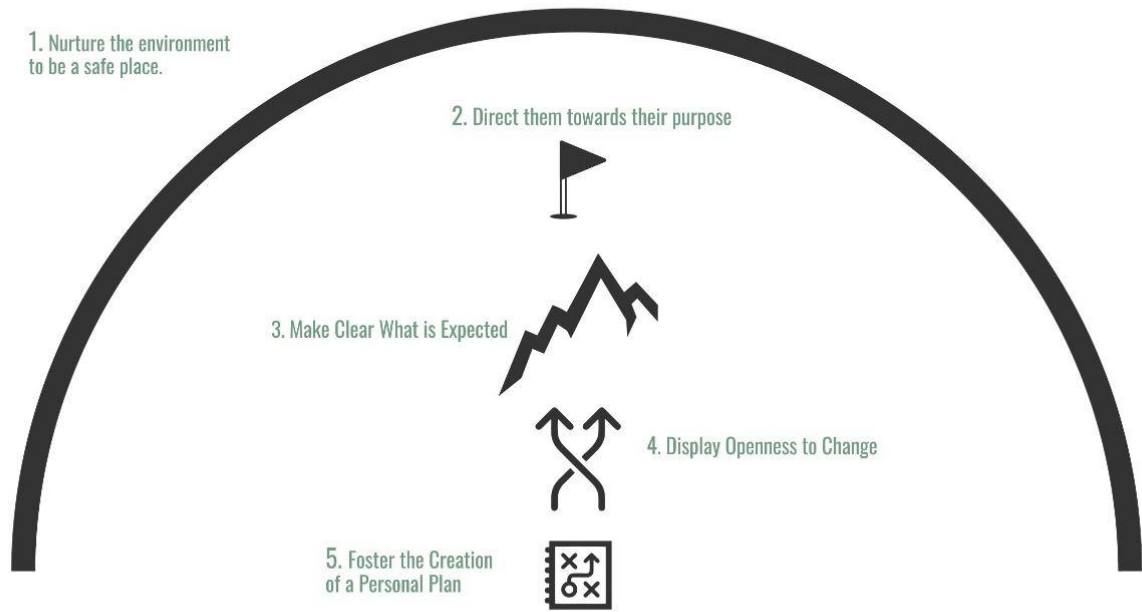 1. Nurture the environment
to be a safe place.
2. Direct them towards their purpose
3. Make Clear What is Expected
4. Display Openness to Change
5. Foster the Creation
of a Personal Plan